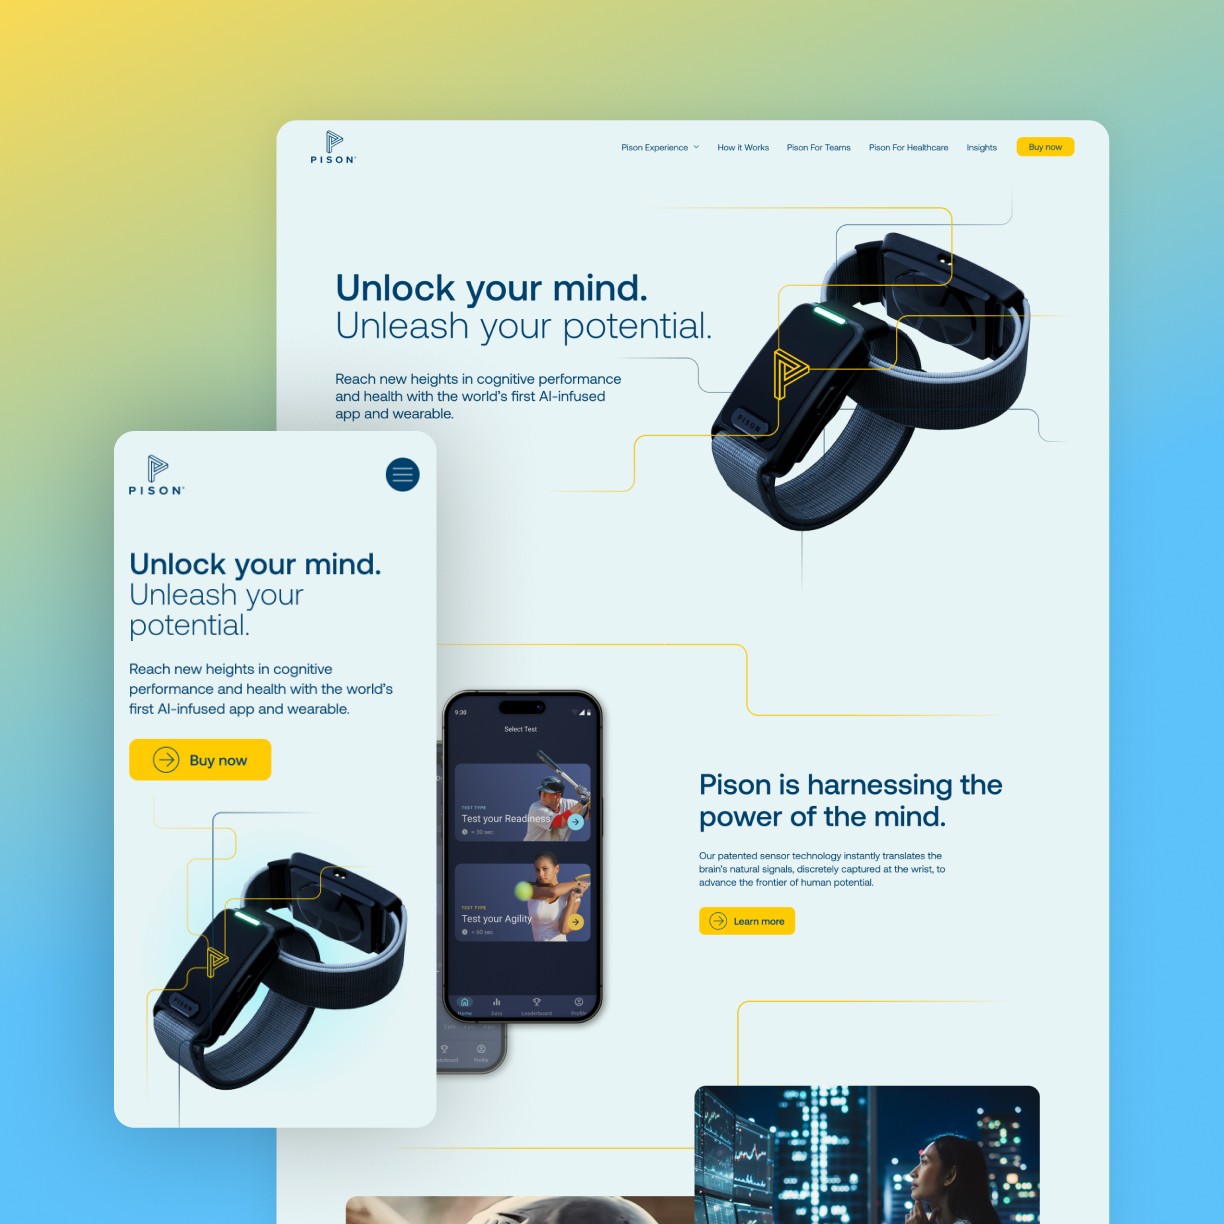 PISON
Pison Experience
How it Works
Pison For Teams
Pison For Healthcare
Insights
Buy now
Unlock your mind.
Unleash your potential.
Reach new heights in cognitive performance
and health with the world's first AI-infused
app and wearable.
PISON
PISON
Unlock your mind.
Unleash your
potential.
Reach new heights in cognitive
performance and health with the world's
first AI-infused app and wearable.
Buy now
PISON
9:30
Select Test
TEST TYPE
Test your Readiness
< 30 sec
TEST TYPE
Test your Agility
< 60 sec
Home
Data
Leaderboard
Profile
Profile
Pison is harnessing the
power of the mind.
Our patented sensor technology instantly translates the
brain's natural signals, discretely captured at the wrist, to
advance the frontier of human potential.
Learn more